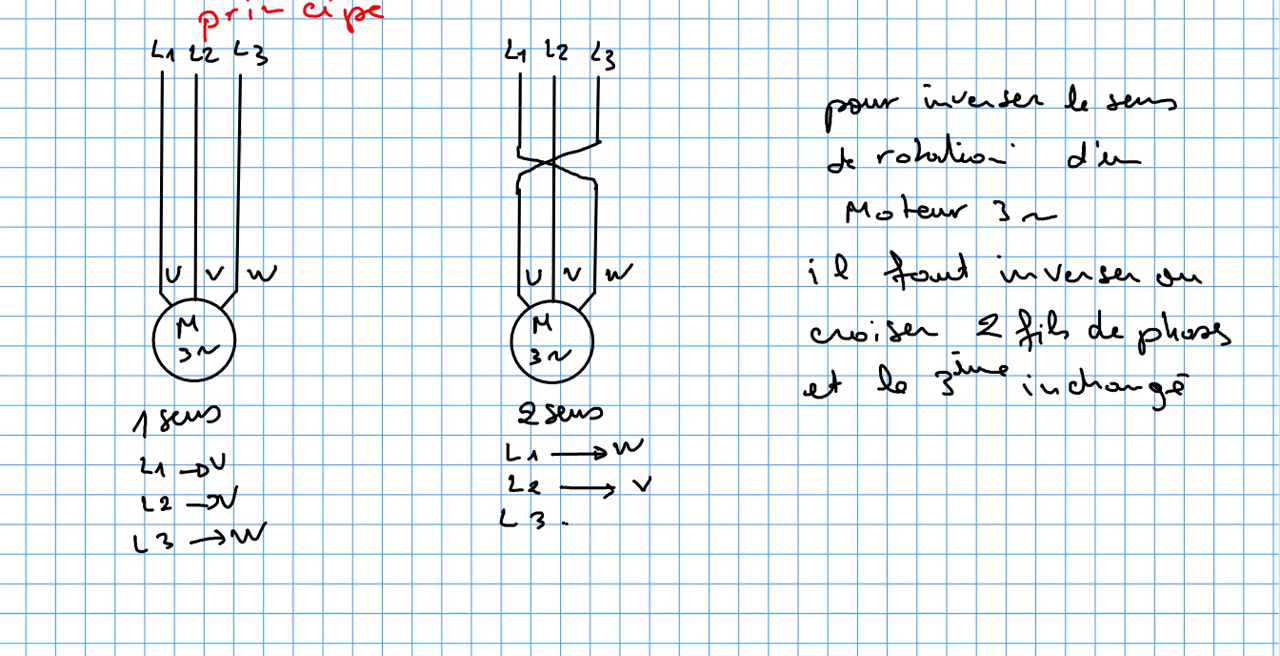 principe
L1 L2 L3
U V W
M
3~
1 sens
L1 → U
L2 → V
L3 → W
L1 L2 L3
U V W
M
3~
2 sens
L1 → W
L2 → V
L3 -
pour inverser le sens
de rotation d'un
Moteur 3~
il faut inverser ou
croiser 2 fils de phases
et le 3ième inchangé